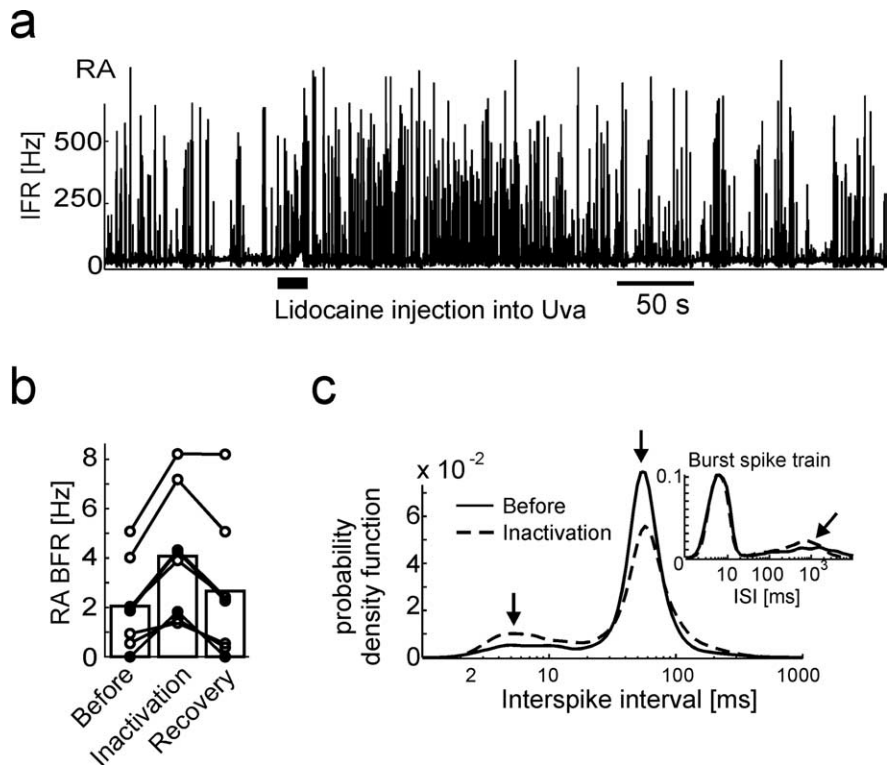 a
RA
IFR [Hz]
500
250
0
Lidocaine injection into Uva
50 s
b
RA BFR [Hz]
8
6
4
2
0
Before
Inactivation
Recovery
c
x 10⁻²
probability
density function
6
4
2
0
Before
Inactivation
2
10
100
1000
Interspike interval [ms]
Burst spike train
0.1
0
10
100
10³
ISI [ms]